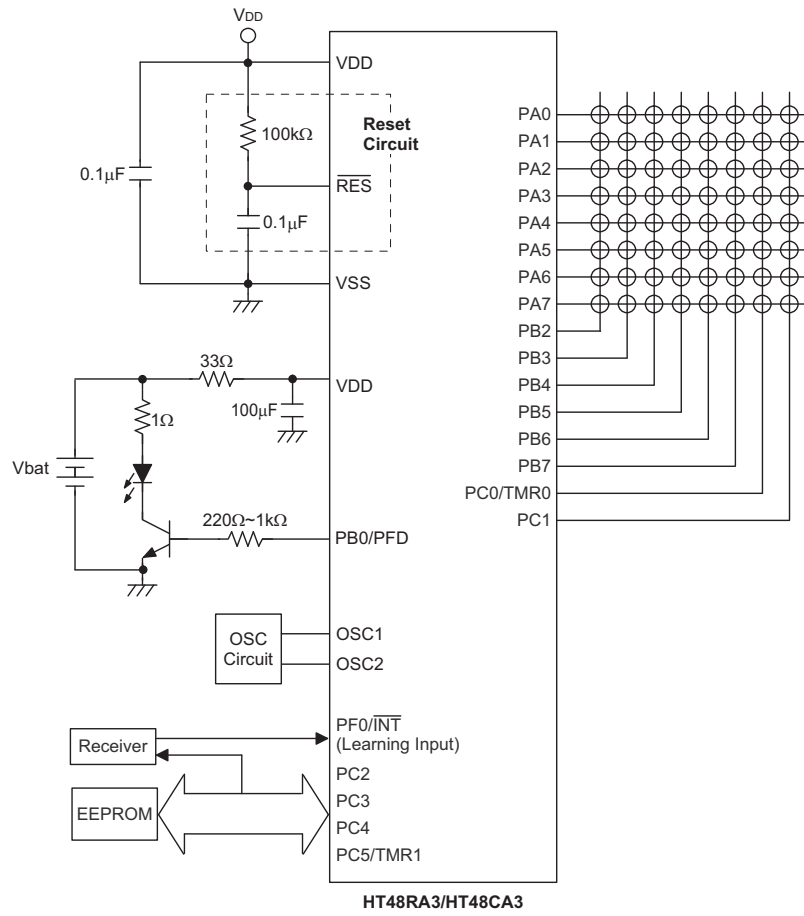 VDD
VDD
100kΩ
Reset
Circuit
0.1μF
RES
0.1μF
VSS
33Ω
VDD
1Ω
100μF
Vbat
220Ω~1kΩ
PB0/PFD
OSC
Circuit
OSC1
OSC2
PF0/INT
(Learning Input)
Receiver
PC2
PC3
EEPROM
PC4
PC5/TMR1
PA0
PA1
PA2
PA3
PA4
PA5
PA6
PA7
PB2
PB3
PB4
PB5
PB6
PB7
PC0/TMR0
PC1
HT48RA3/HT48CA3